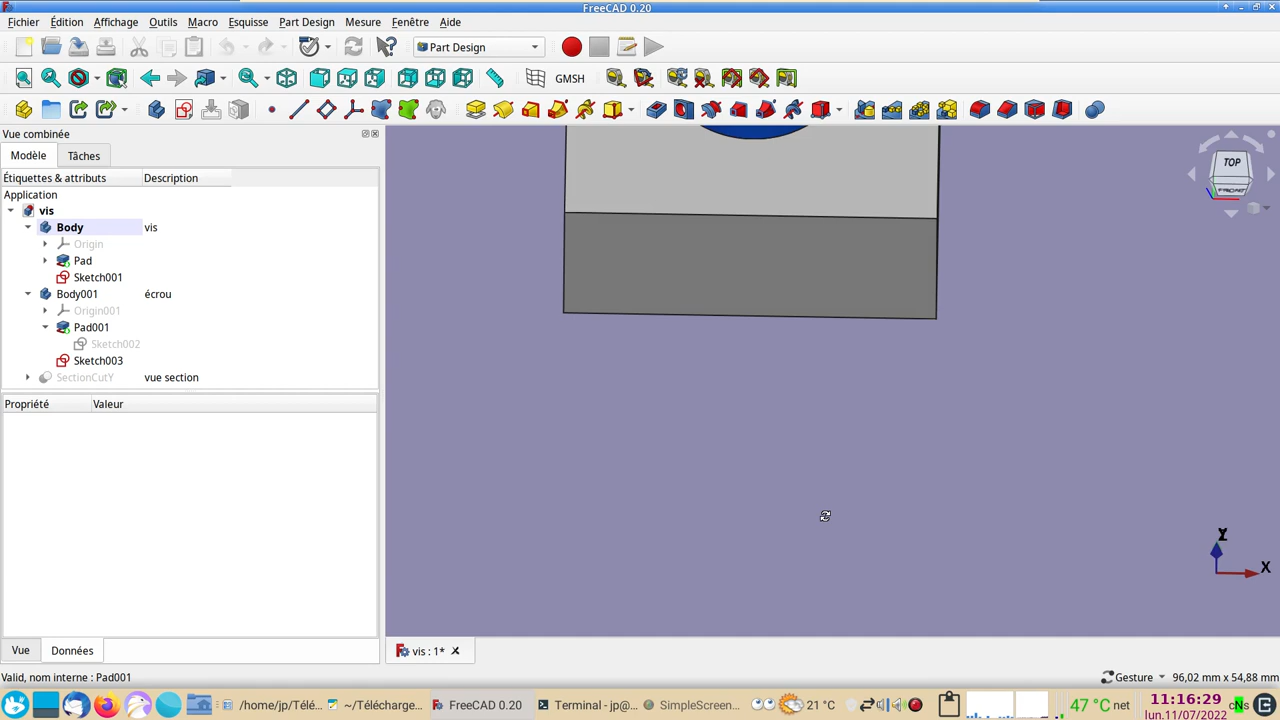 FreeCAD 0.20
Fichier Édition Affichage Outils Macro Esquisse Part Design Mesure Fenêtre Aide
Part Design
GMSH
Vue combinée
Modèle Tâches
Étiquettes & attributs Description
Application
vis
Body vis
Origin
Pad
Sketch001
Body001 écrou
Origin001
Pad001
Sketch002
Sketch003
SectionCutY vue section
Propriété Valeur
TOP
Z
X
Vue Données
vis : 1*
Valid, nom interne : Pad001
Gesture 96,02 mm x 54,88 mm
/home/jp/Télé... ~/Télécharge... FreeCAD 0.20 Terminal - jp@... SimpleScreen... 21 °C 47 °C net 11:16:29 cNs
lun.11/07/2022